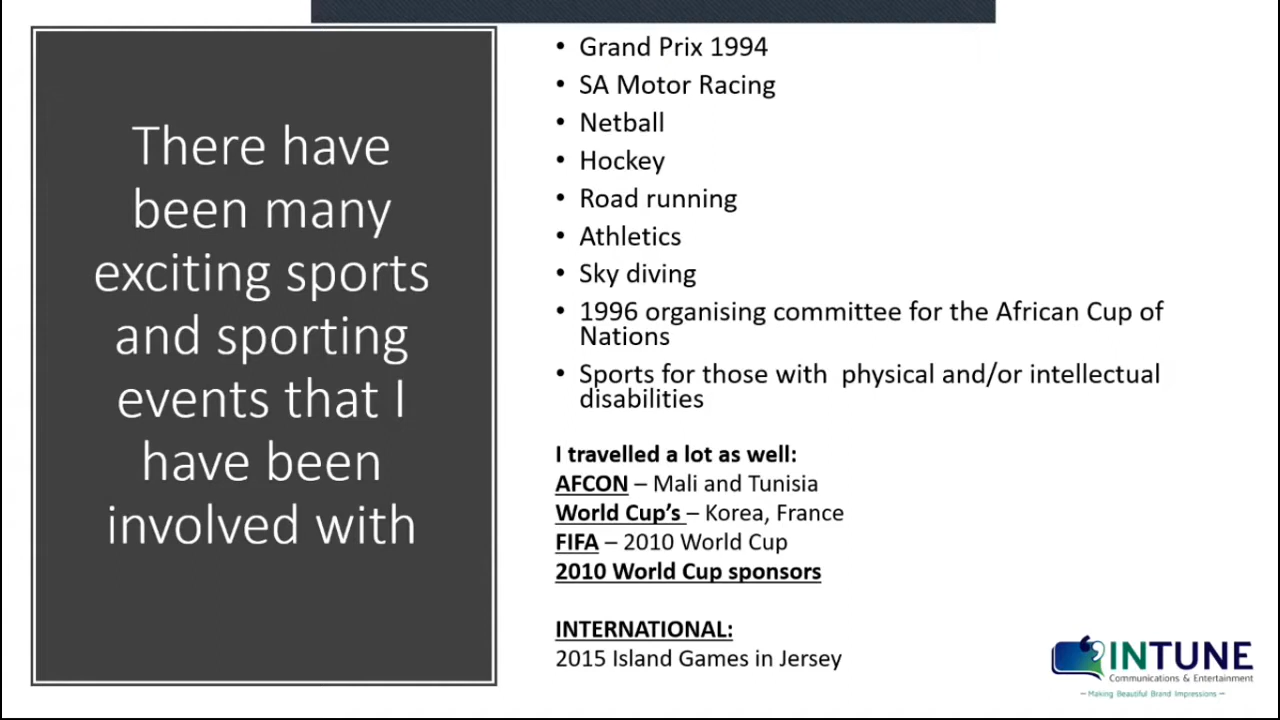 There have
been many
exciting sports
and sporting
events that I
have been
involved with
• Grand Prix 1994
• SA Motor Racing
• Netball
• Hockey
• Road running
• Athletics
• Sky diving
• 1996 organising committee for the African Cup of
Nations
• Sports for those with  physical and/or intellectual
disabilities
I travelled a lot as well:
AFCON – Mali and Tunisia
World Cup’s – Korea, France
FIFA – 2010 World Cup
2010 World Cup sponsors
INTERNATIONAL:
2015 Island Games in Jersey
INTUNE
Communications & Entertainment
— Making Beautiful Brand Impressions —